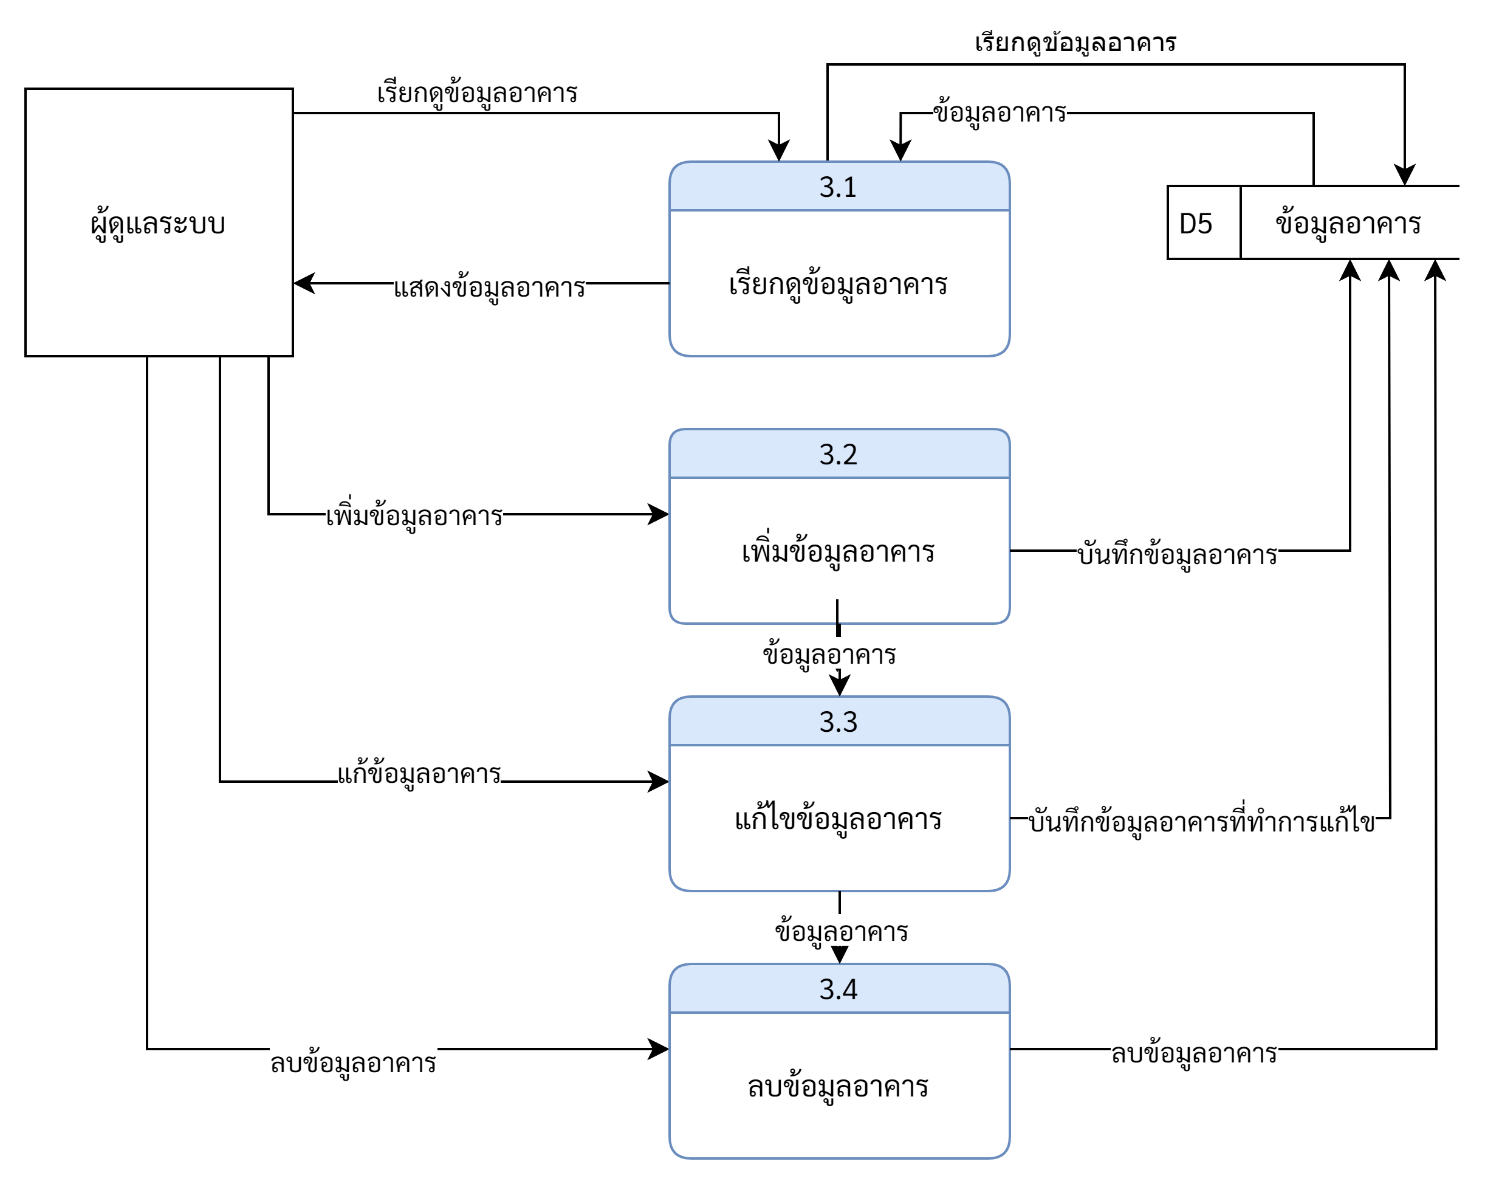 เรียกดูข้อมูลอาคาร
เรียกดูข้อมูลอาคาร
ข้อมูลอาคาร
3.1
ผู้ดูแลระบบ
D5
ข้อมูลอาคาร
แสดงข้อมูลอาคาร
เรียกดูข้อมูลอาคาร
3.2
เพิ่มข้อมูลอาคาร
เพิ่มข้อมูลอาคาร
บันทึกข้อมูลอาคาร
ข้อมูลอาคาร
3.3
แก้ข้อมูลอาคาร
แก้ไขข้อมูลอาคาร
บันทึกข้อมูลอาคารที่ทำการแก้ไข
ข้อมูลอาคาร
3.4
ลบข้อมูลอาคาร
ลบข้อมูลอาคาร
ลบข้อมูลอาคาร